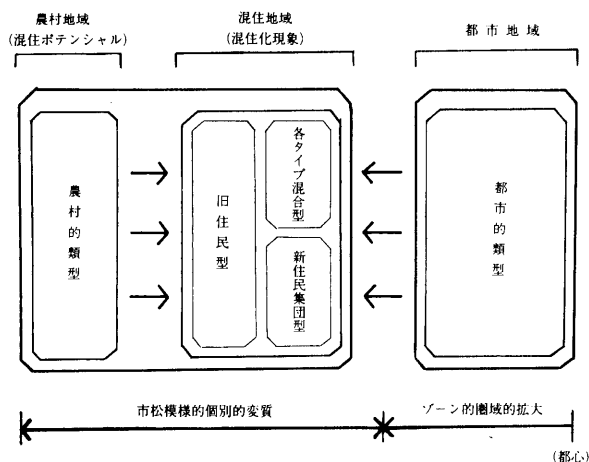 農村地域
(混住ポテンシャル)
混住地域
(混住化現象)
都市地域
農村的類型
旧住民型
各タイプ混合型
新住民集団型
都市的類型
市松模様的個別的変質
ゾーン的圏域的拡大
(都心)